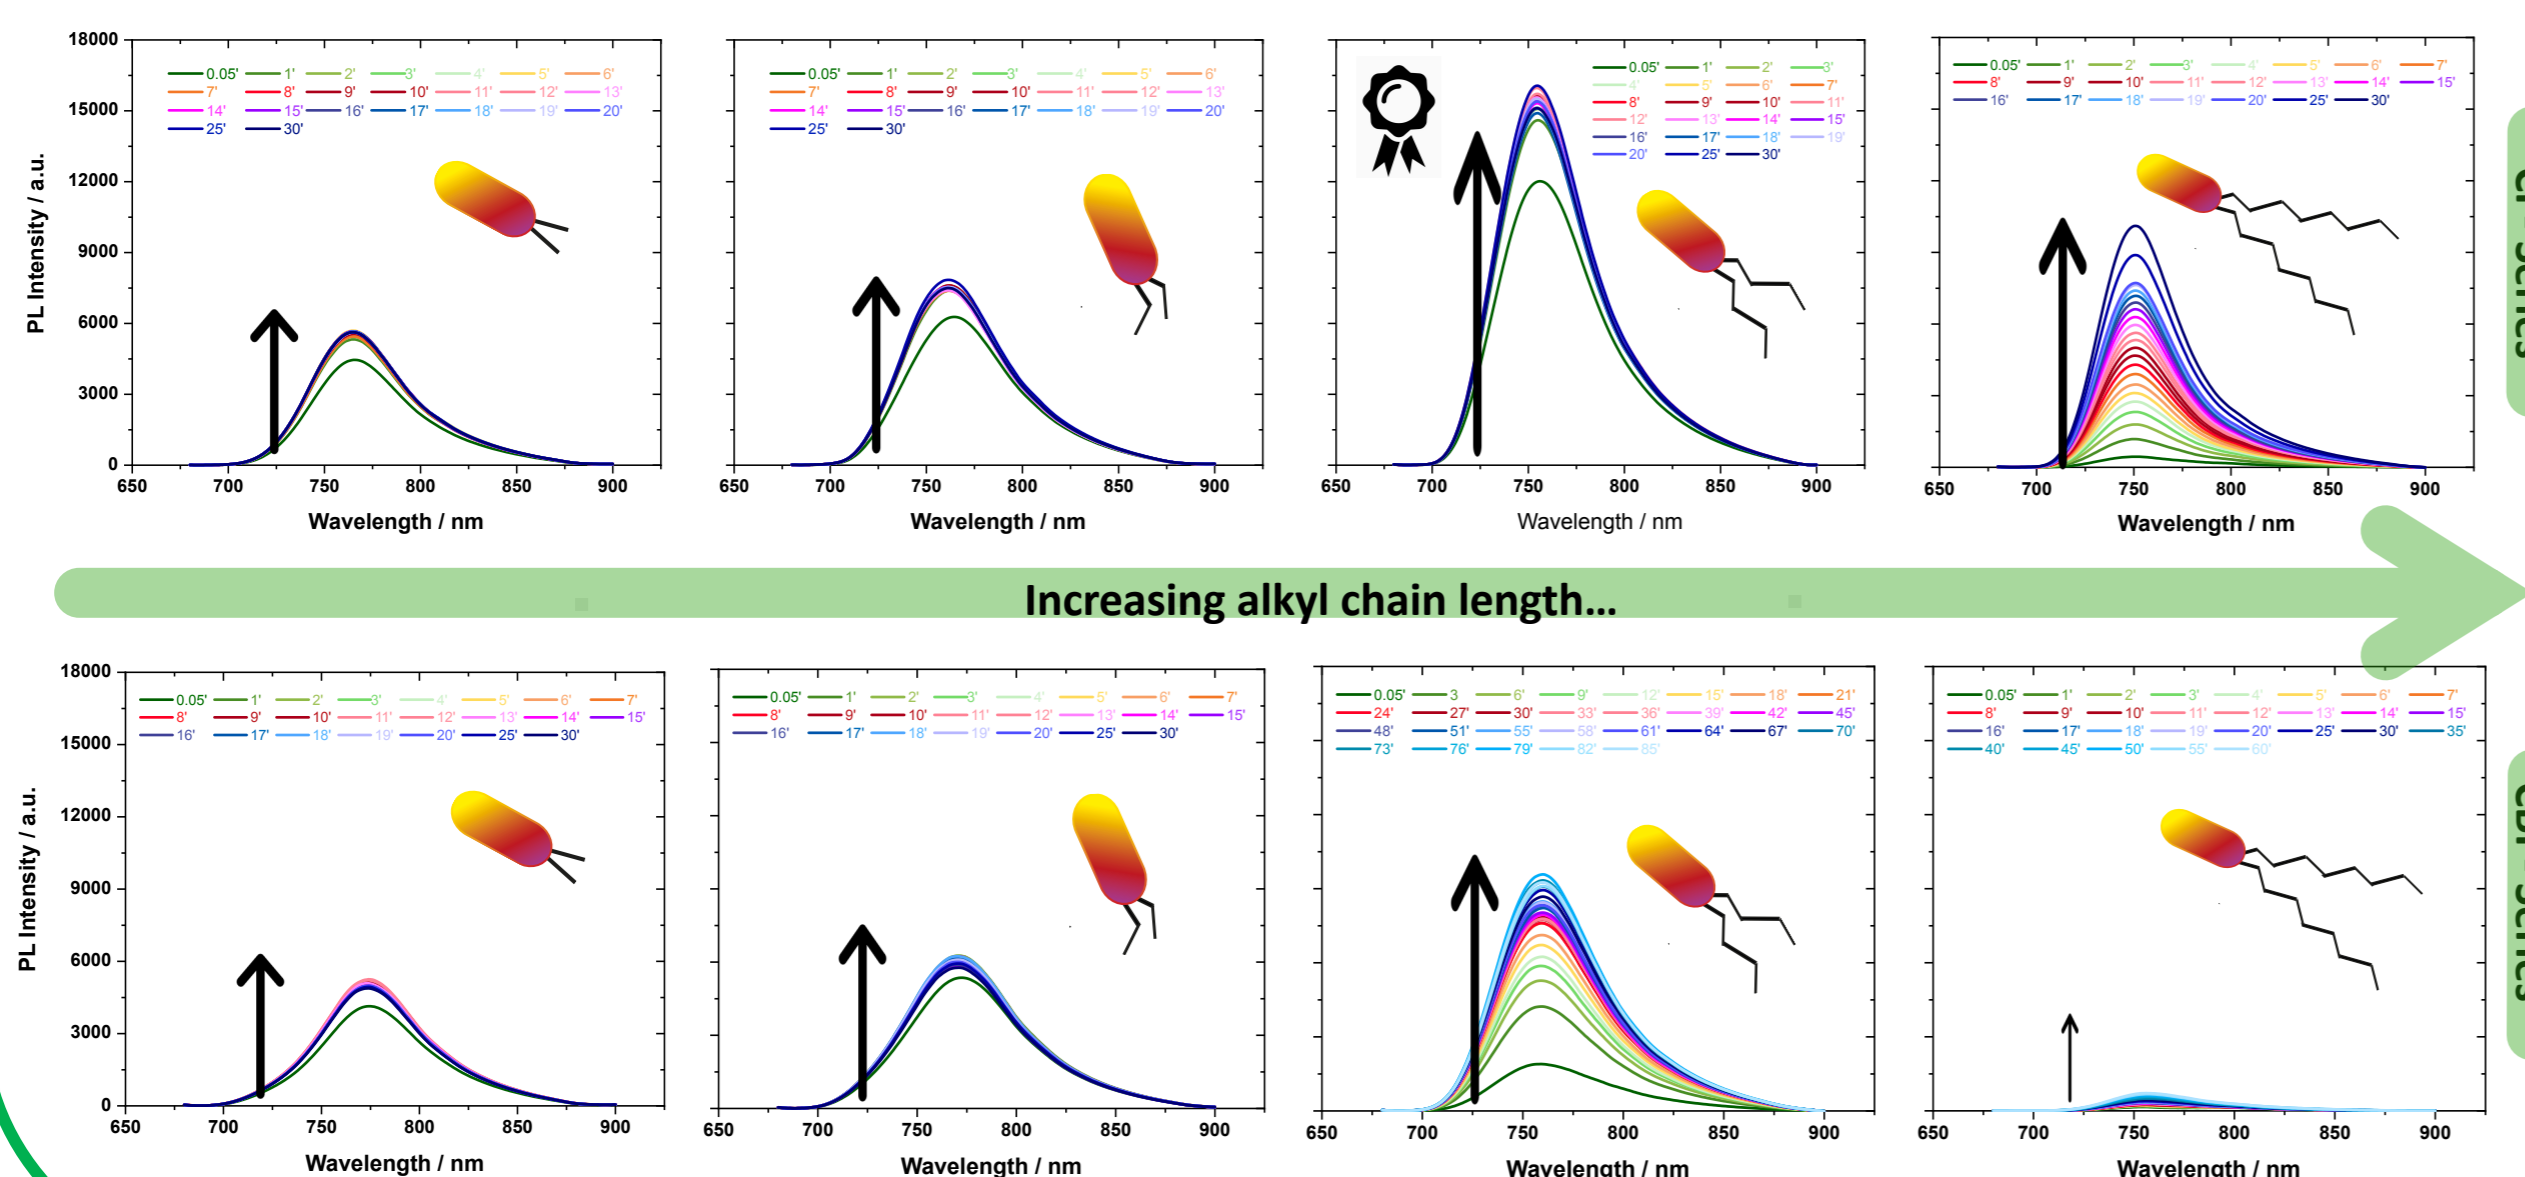 18000
15000
12000
9000
6000
3000
0
PL Intensity / a.u.
0.05' 1' 2' 3' 4' 5' 6'
7' 8' 9' 10' 11' 12' 13'
14' 15' 16' 17' 18' 19' 20'
25' 30'
650 700 750 800 850 900
Wavelength / nm
0.05' 1' 2' 3' 4' 5' 6'
7' 8' 9' 10' 11' 12' 13'
14' 15' 16' 17' 18' 19' 20'
25' 30'
650 700 750 800 850 900
Wavelength / nm
0.05' 1' 2' 3'
4' 5' 6' 7'
8' 9' 10' 11'
12' 13' 14' 15'
16' 17' 18' 19'
20' 25' 30'
650 700 750 800 850 900
Wavelength / nm
0.05' 1' 2' 3' 4' 5' 6' 7'
8' 9' 10' 11' 12' 13' 14' 15'
16' 17' 18' 19' 20' 25' 30'
650 700 750 800 850 900
Wavelength / nm
Increasing alkyl chain length...
18000
15000
12000
9000
6000
3000
0
PL Intensity / a.u.
0.05' 1' 2' 3' 4' 5' 6' 7'
8' 9' 10' 11' 12' 13' 14' 15'
16' 17' 18' 19' 20' 25' 30'
650 700 750 800 850 900
Wavelength / nm
0.05' 1' 2' 3' 4' 5' 6' 7'
8' 9' 10' 11' 12' 13' 14' 15'
16' 17' 18' 19' 20' 25' 30'
650 700 750 800 850 900
Wavelength / nm
0.05' 3 6' 9' 12' 15' 18' 21'
24' 27' 30' 33' 36' 39' 42' 45'
48' 51' 55' 58' 61' 64' 67' 70'
73' 76' 79' 82' 85'
650 700 750 800 850 900
Wavelength / nm
0.05' 1' 2' 3' 4' 5' 6' 7'
8' 9' 10' 11' 12' 13' 14' 15'
16' 17' 18' 19' 20' 25' 30' 35'
40' 45' 50' 55' 60'
650 700 750 800 850 900
Wavelength / nm